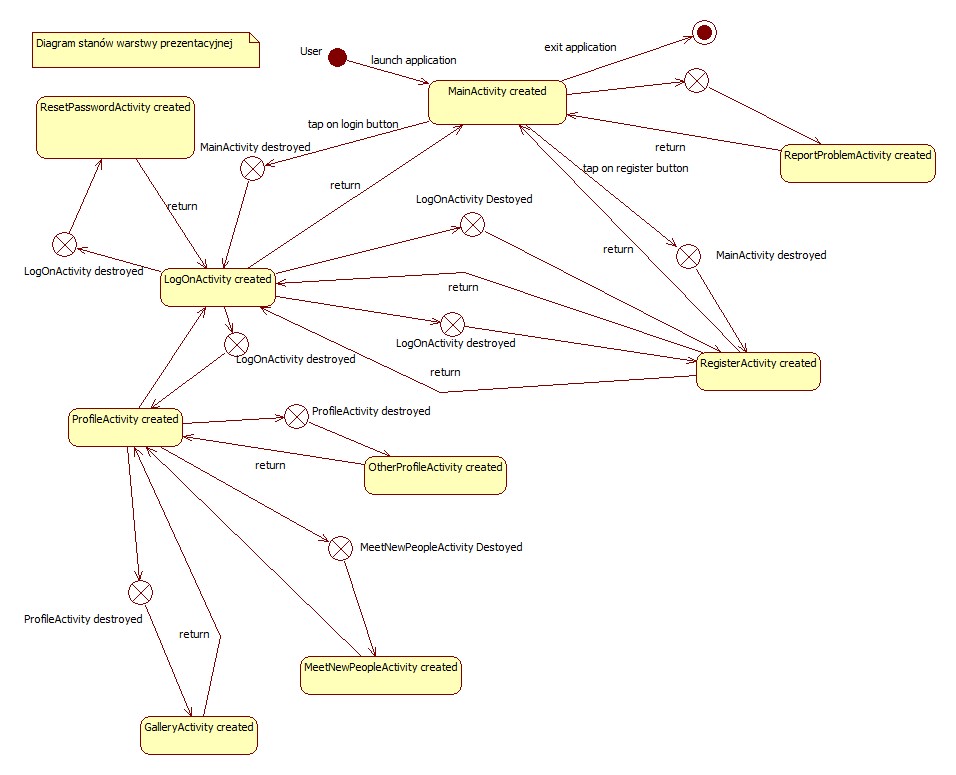 Diagram stanów warstwy prezentacyjnej
User
launch application
exit application
MainActivity created
ResetPasswordActivity created
tap on login button
MainActivity destroyed
return
ReportProblemActivity created
tap on register button
return
LogOnActivity Destoyed
return
LogOnActivity destroyed
return
MainActivity destroyed
LogOnActivity created
return
LogOnActivity destroyed
LogOnActivity destroyed
return
RegisterActivity created
ProfileActivity created
ProfileActivity destroyed
return
OtherProfileActivity created
MeetNewPeopleActivity Destoyed
ProfileActivity destroyed
return
MeetNewPeopleActivity created
GalleryActivity created